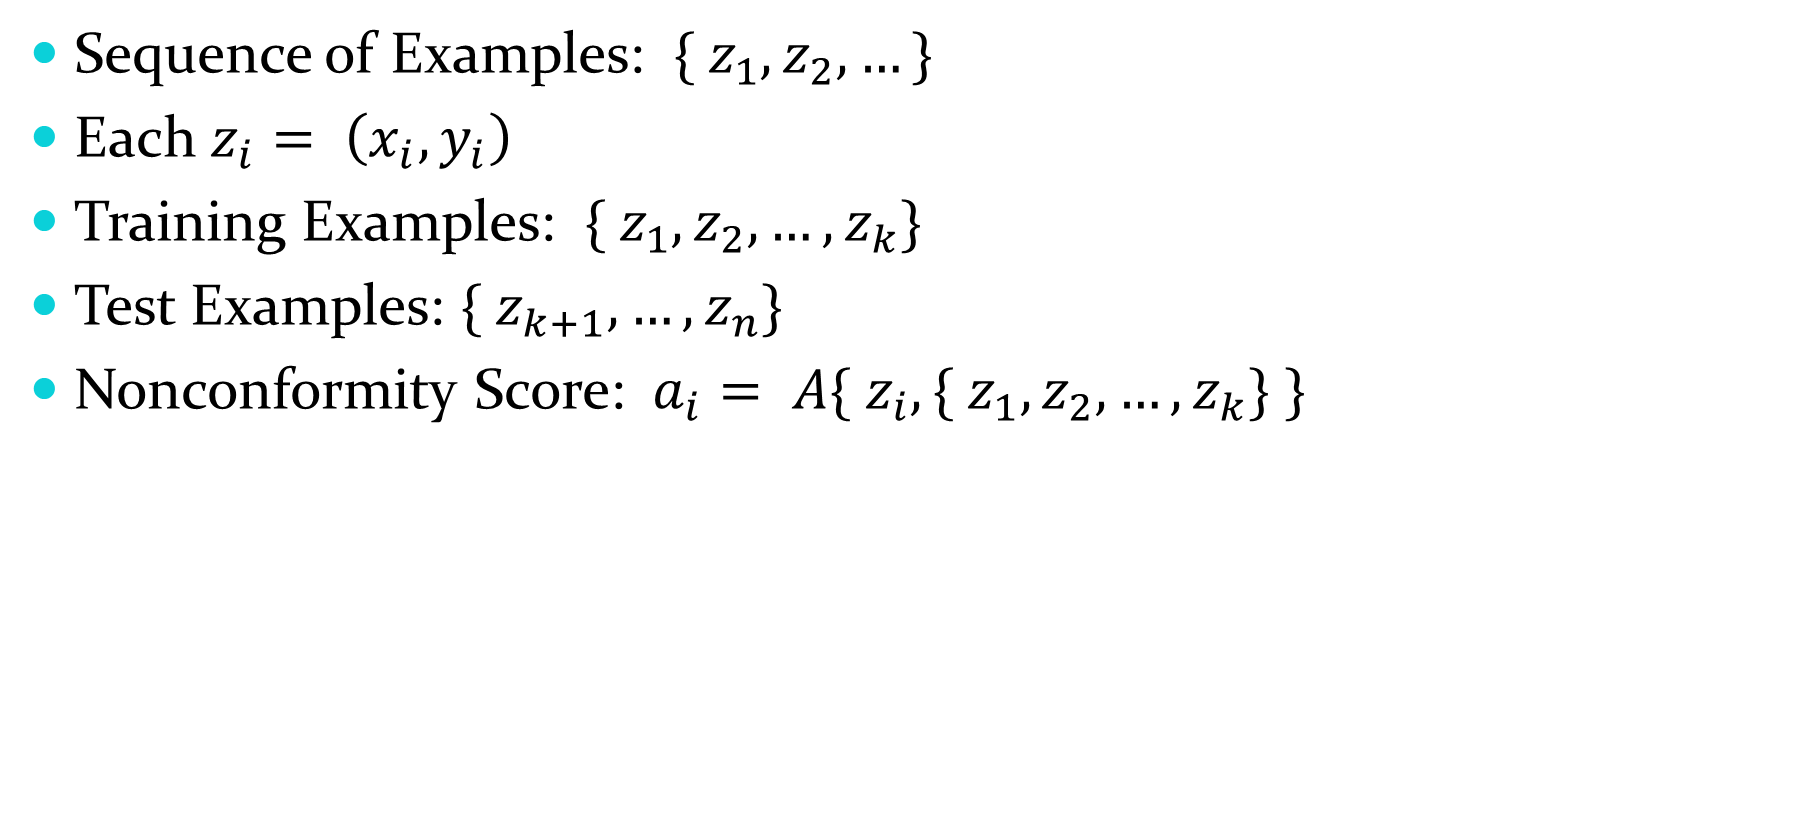 • Sequence of Examples: { z₁, z₂, … }
• Each zᵢ = (xᵢ, yᵢ)
• Training Examples: { z₁, z₂, … , zₖ}
• Test Examples: { zₖ₊₁, … , zₙ}
• Nonconformity Score: aᵢ = A{ zᵢ, { z₁, z₂, … , zₖ} }